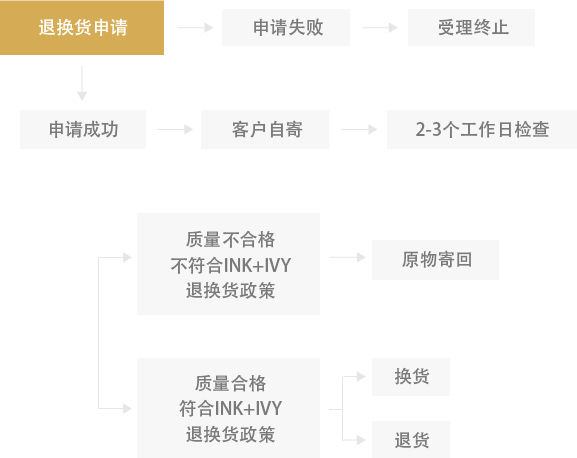 退换货申请
申请失败
受理终止
申请成功
客户自寄
2-3个工作日检查
质量不合格
不符合INK+IVY
退换货政策
原物寄回
质量合格
符合INK+IVY
退换货政策
换货
退货